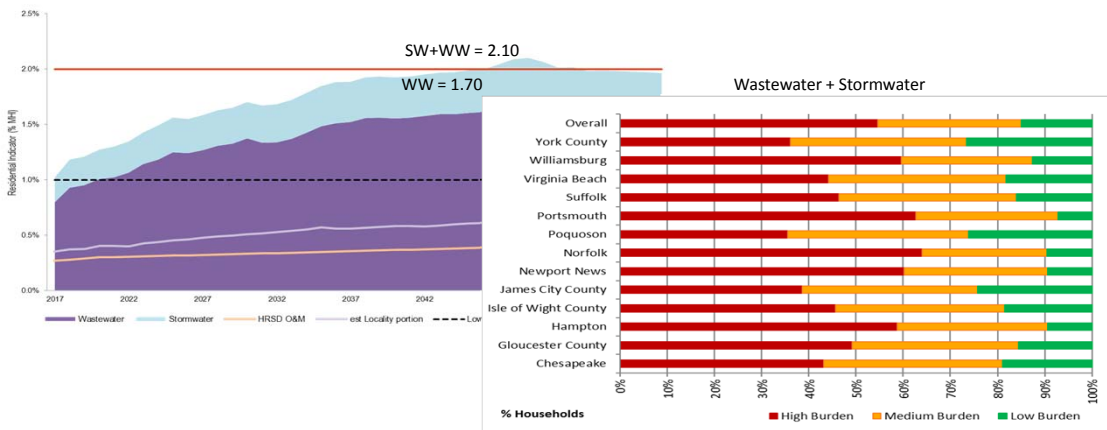 2.5%
2.0%
1.5%
1.0%
0.5%
0.0%
Residential Indicator (% MHI)
SW+WW = 2.10
WW = 1.70
2017
2022
2027
2032
2037
2042
Wastewater
Stormwater
HRSD O&M
est Locality portion
Wastewater + Stormwater
Overall
York County
Williamsburg
Virginia Beach
Suffolk
Portsmouth
Poquoson
Norfolk
Newport News
James City County
Isle of Wight County
Hampton
Gloucester County
Chesapeake
0%
10%
20%
30%
40%
50%
60%
70%
80%
90%
100%
% Households
High Burden
Medium Burden
Low Burden